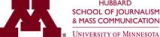 HUBBARD
SCHOOL OF JOURNALISM
& MASS COMMUNICATION
UNIVERSITY OF MINNESOTA